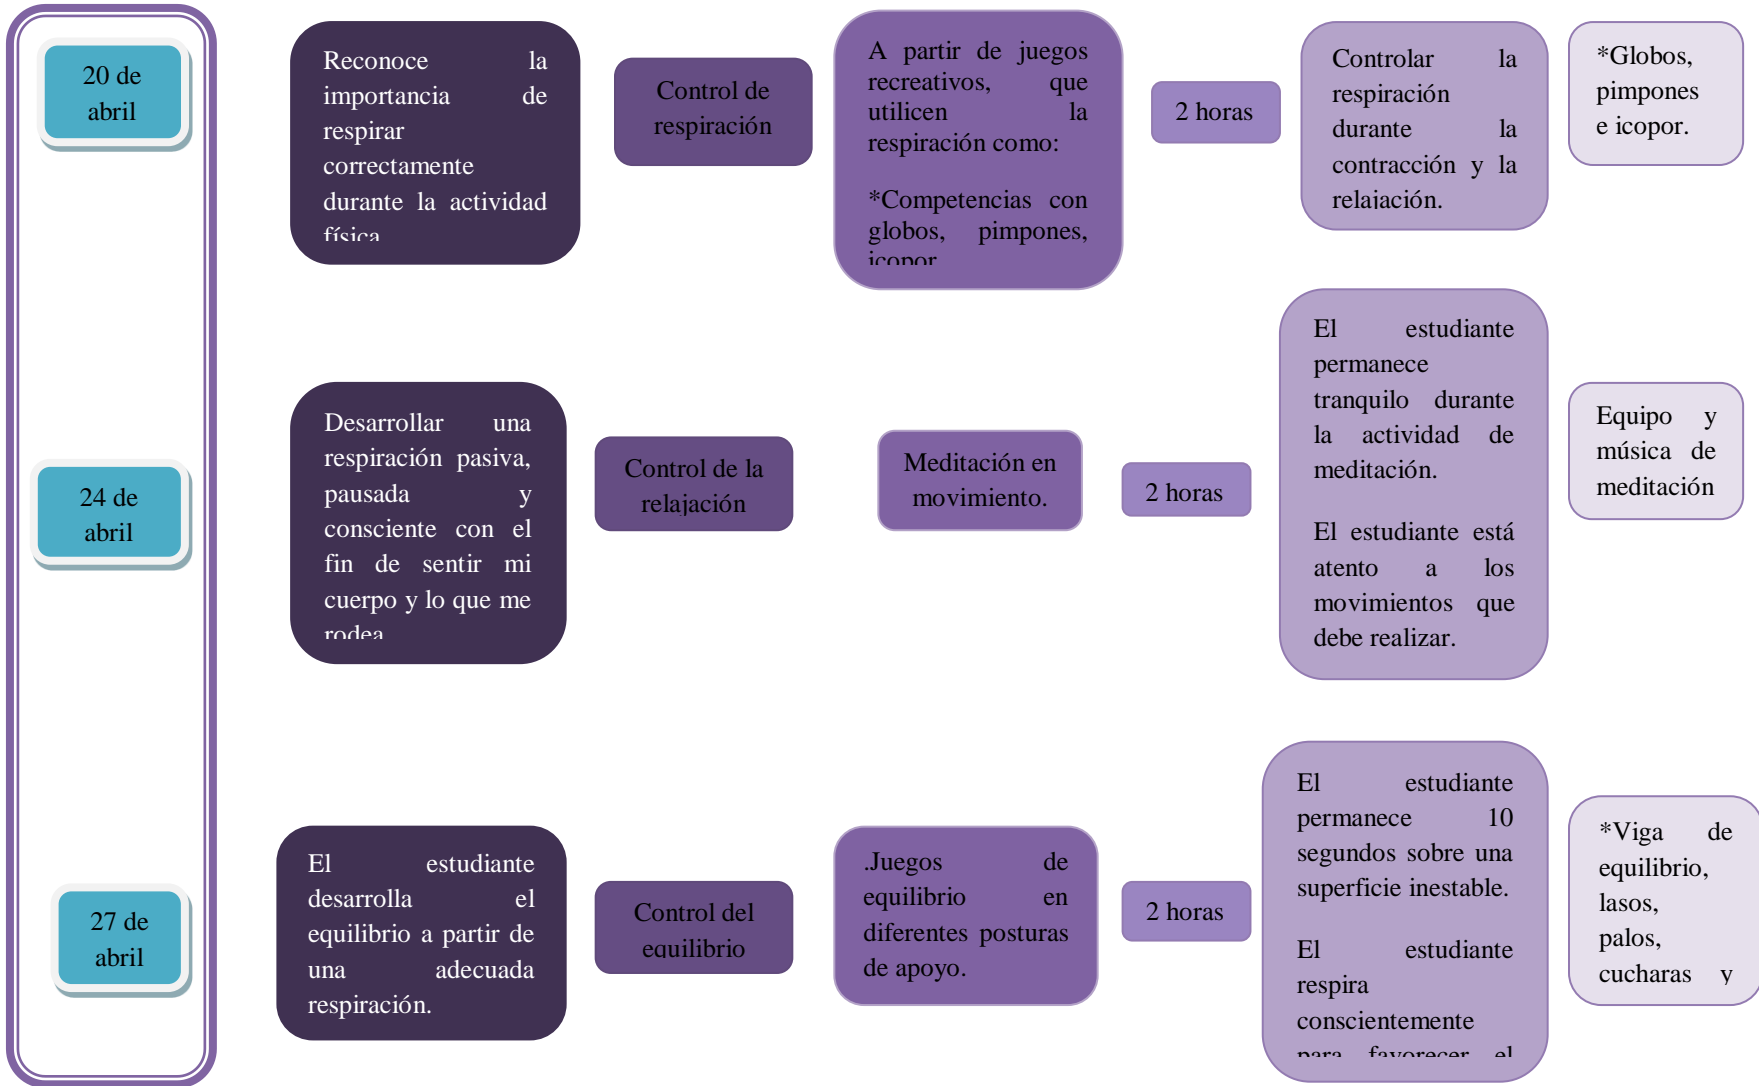 20 de
abril
Reconoce la
importancia de
respirar
correctamente
durante la actividad
física
Control de
respiración
A partir de juegos
recreativos, que
utilicen la
respiración como:
*Competencias con
globos, pimpones,
icopor
2 horas
Controlar la
respiración
durante la
contracción y la
relajación.
*Globos,
pimpones
e icopor.
24 de
abril
Desarrollar una
respiración pasiva,
pausada y
consciente con el
fin de sentir mi
cuerpo y lo que me
rodea
Control de la
relajación
Meditación en
movimiento.
2 horas
El estudiante
permanece
tranquilo durante
la actividad de
meditación.
El estudiante está
atento a los
movimientos que
debe realizar.
Equipo y
música de
meditación
27 de
abril
El estudiante
desarrolla el
equilibrio a partir de
una adecuada
respiración.
Control del
equilibrio
.Juegos de
equilibrio en
diferentes posturas
de apoyo.
2 horas
El estudiante
permanece 10
segundos sobre una
superficie inestable.
El estudiante
respira
conscientemente
para favorecer el
*Viga de
equilibrio,
lasos,
palos,
cucharas y